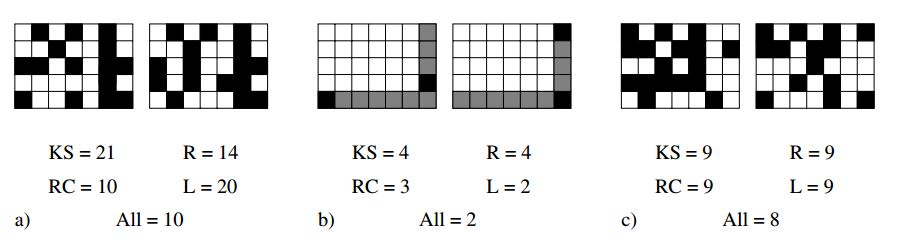 KS = 21 R = 14 KS = 4 R = 4 KS = 9 R = 9
RC = 10 L = 20 RC = 3 L = 2 RC = 9 L = 9
a) All = 10 b) All = 2 c) All = 8